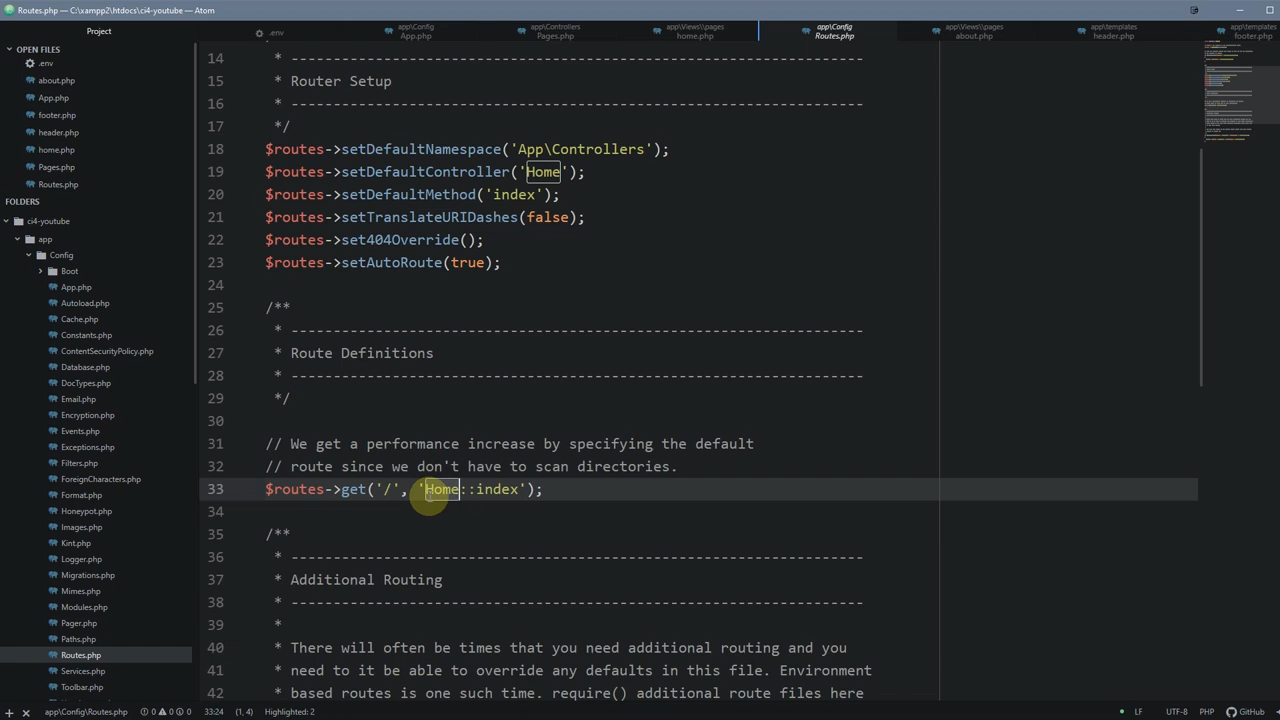 Routes.php — C:\xampp2\htdocs\ci4-youtube — Atom
Project
OPEN FILES
.env
about.php
App.php
footer.php
header.php
home.php
Pages.php
Routes.php
FOLDERS
ci4-youtube
app
Config
Boot
App.php
Autoload.php
Cache.php
Constants.php
ContentSecurityPolicy.php
Database.php
DocTypes.php
Email.php
Encryption.php
Events.php
Exceptions.php
Filters.php
ForeignCharacters.php
Format.php
Honeypot.php
Images.php
Kint.php
Logger.php
Migrations.php
Mimes.php
Modules.php
Pager.php
Paths.php
Routes.php
Services.php
Toolbar.php
.env
app\Config
App.php
app\Controllers
Pages.php
app\Views\\pages
home.php
app\Config
Routes.php
app\Views\\pages
about.php
app\templates
header.php
app\templates
footer.php
14 * --------------------------------------------------------------------
15 * Router Setup
16 * --------------------------------------------------------------------
17 */
18 $routes->setDefaultNamespace('App\Controllers');
19 $routes->setDefaultController('Home');
20 $routes->setDefaultMethod('index');
21 $routes->setTranslateURIDashes(false);
22 $routes->set404Override();
23 $routes->setAutoRoute(true);
24
25 /**
26 * --------------------------------------------------------------------
27 * Route Definitions
28 * --------------------------------------------------------------------
29 */
30
31 // We get a performance increase by specifying the default
32 // route since we don't have to scan directories.
33 $routes->get('/', 'Home::index');
34
35 /**
36 * --------------------------------------------------------------------
37 * Additional Routing
38 * --------------------------------------------------------------------
39 *
40 * There will often be times that you need additional routing and you
41 * need to it be able to override any defaults in this file. Environment
42 * based routes is one such time. require() additional route files here
app\Config\Routes.php 0 0 0 33:24 (1, 4) Highlighted: 2 LF UTF-8 PHP GitHub